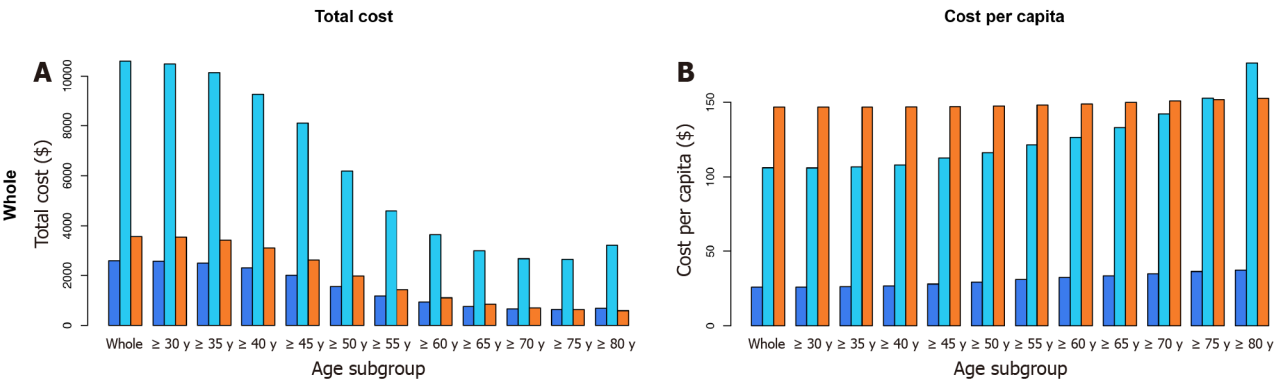 Total cost
Cost per capita
A
B
Whole
Total cost ($)
10000
8000
6000
4000
2000
0
Whole ≥ 30 y ≥ 35 y ≥ 40 y ≥ 45 y ≥ 50 y ≥ 55 y ≥ 60 y ≥ 65 y ≥ 70 y ≥ 75 y ≥ 80 y
Age subgroup
Cost per capita ($)
150
100
50
0
Whole ≥ 30 y ≥ 35 y ≥ 40 y ≥ 45 y ≥ 50 y ≥ 55 y ≥ 60 y ≥ 65 y ≥ 70 y ≥ 75 y ≥ 80 y
Age subgroup